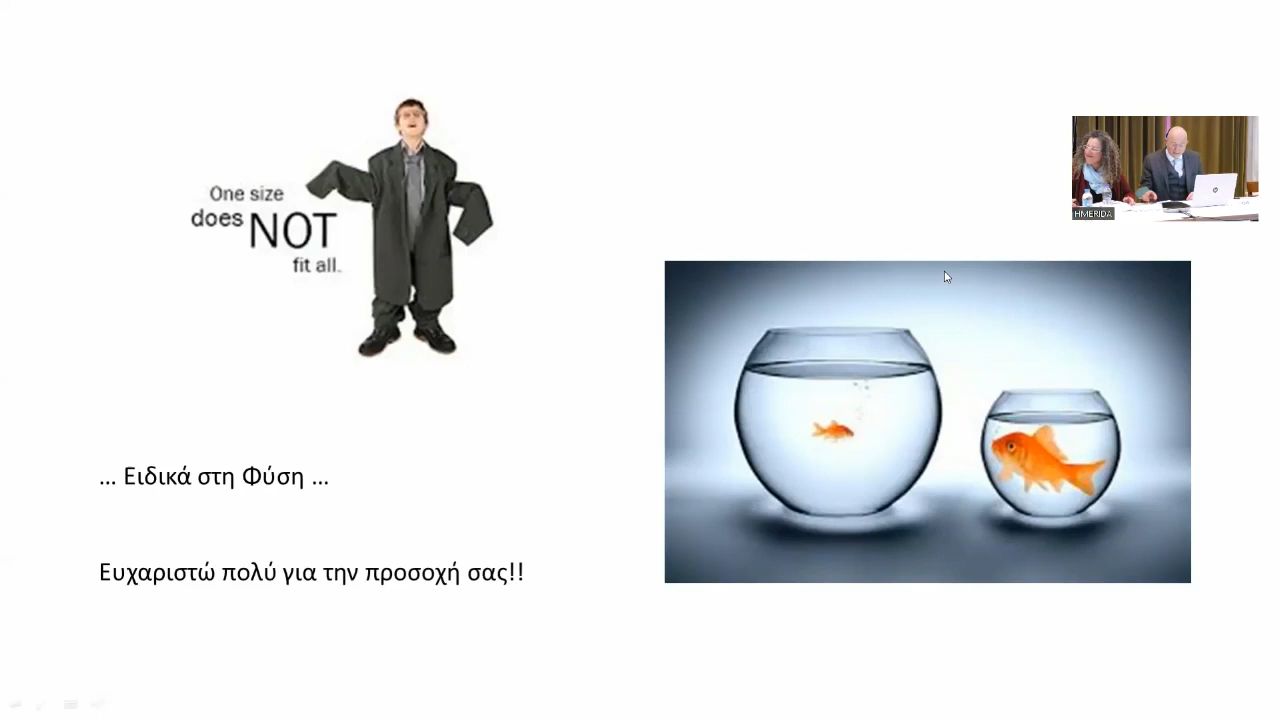 One size
does NOT
fit all.
HMERIDA
... Ειδικά στη Φύση ...
Ευχαριστώ πολύ για την προσοχή σας!!